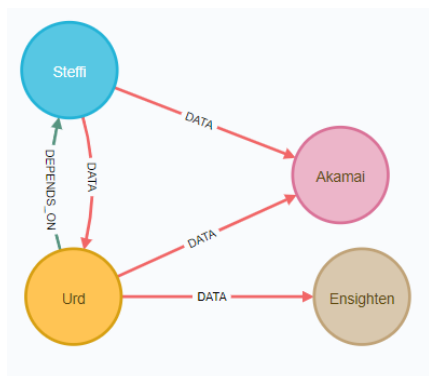 Steffi
DATA
Akamai
DEPENDS_ON
DATA
DATA
Urd
DATA
Ensighten